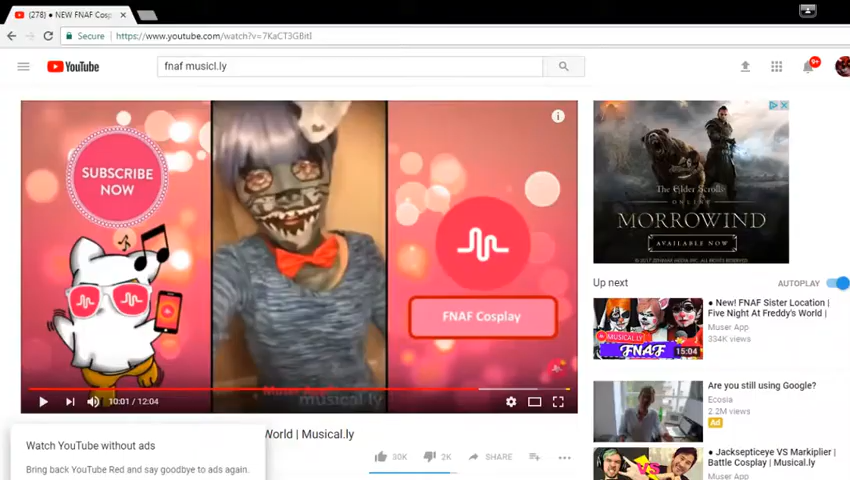 (278) ● NEW FNAF Cosp
Secure
https://www.youtube.com/watch?v=7KaCT3GBitI
YouTube
fnaf musicl.ly
9+
SUBSCRIBE
NOW
FNAF Cosplay
musical.ly
10:01 / 12:04
The Elder Scrolls
ONLINE
MORROWIND
AVAILABLE NOW
Up next
AUTOPLAY
● New! FNAF Sister Location |
Five Night At Freddy's World |
Muser App
334K views
MUSICAL.LY
FNAF
15:04
Are you still using Google?
Ecosia
2.2M views
Ad
● Jacksepticeye VS Markiplier |
Battle Cosplay | Musical.ly
VS
World | Musical.ly
30K
2K
SHARE
Watch YouTube without ads
Bring back YouTube Red and say goodbye to ads again.